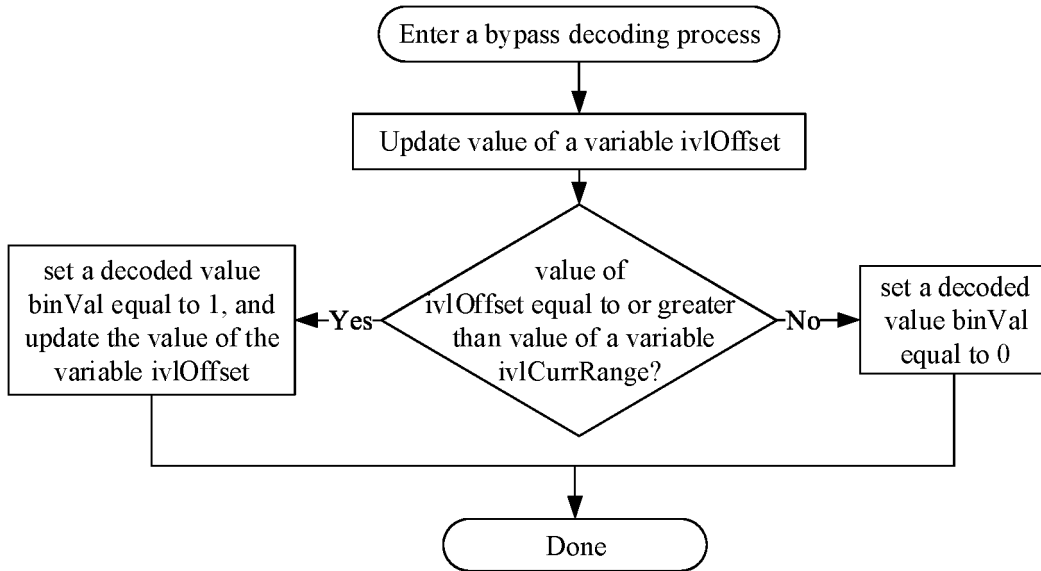 Enter a bypass decoding process
Update value of a variable ivlOffset
value of
ivlOffset equal to or greater
than value of a variable
ivlCurrRange?
Yes
set a decoded value
binVal equal to 1, and
update the value of the
variable ivlOffset
No
set a decoded
value binVal
equal to 0
Done